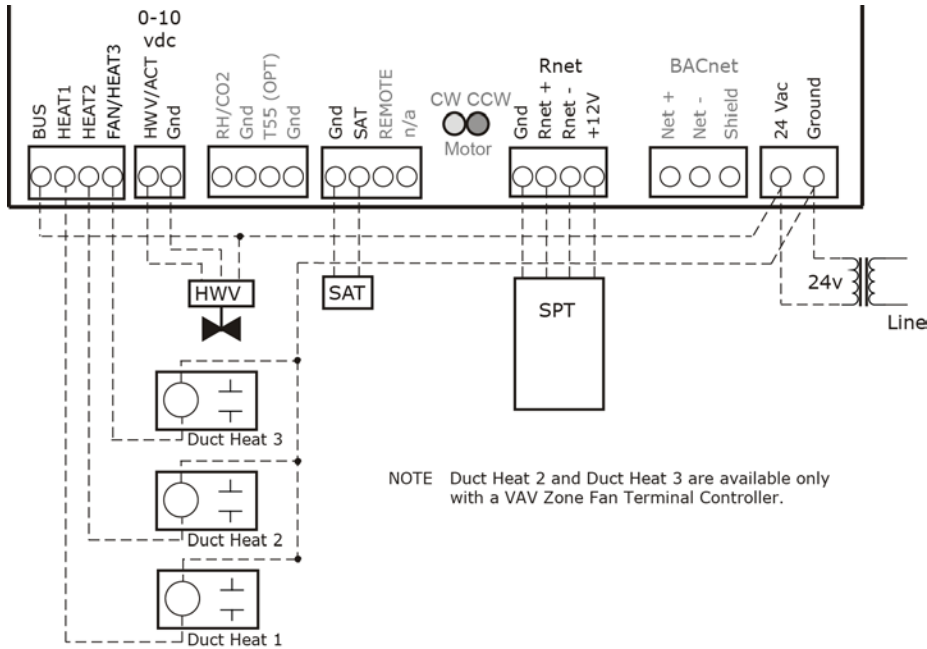 0-10
vdc
BUS
HEAT1
HEAT2
FAN/HEAT3
HWV/ACT
Gnd
RH/CO2
Gnd
T55 (OPT)
Gnd
Gnd
SAT
REMOTE
n/a
CW CCW
Motor
Rnet
Gnd
Rnet +
Rnet -
+12V
BACnet
Net +
Net -
Shield
24 Vac
Ground
HWV
SAT
SPT
24v
Line
Duct Heat 3
NOTE Duct Heat 2 and Duct Heat 3 are available only
with a VAV Zone Fan Terminal Controller.
Duct Heat 2
Duct Heat 1